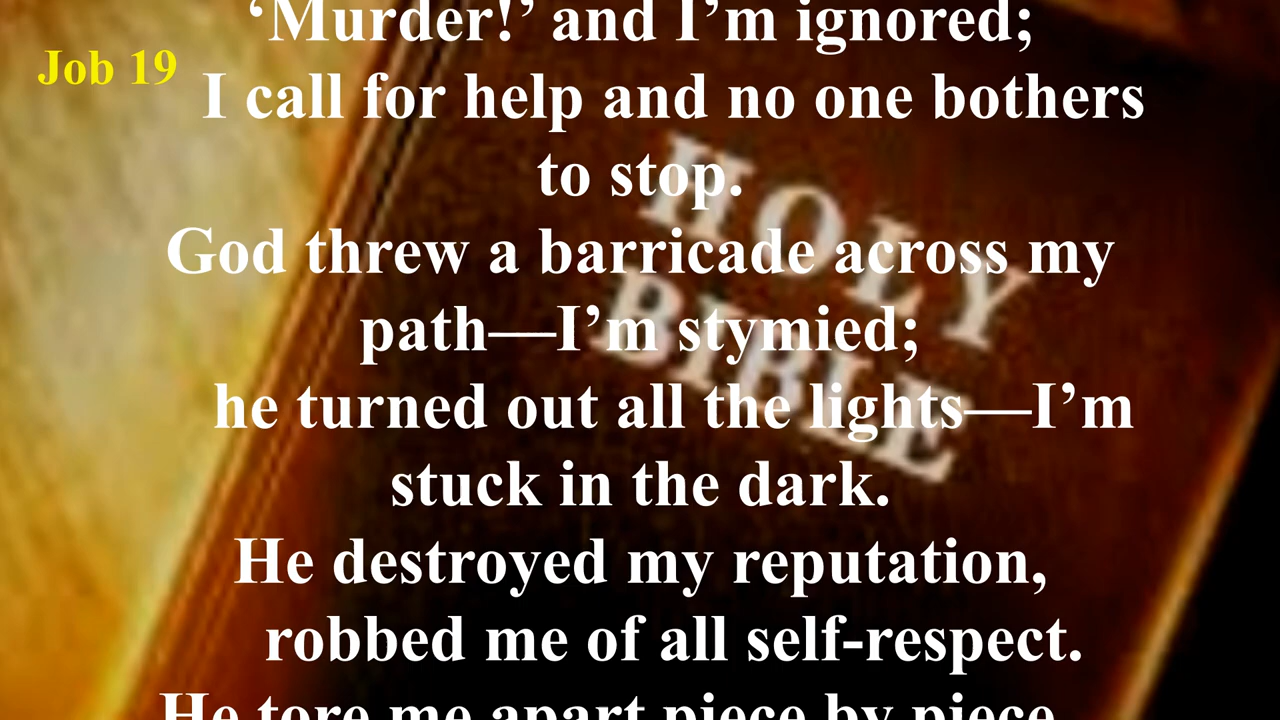 ‘Murder!’ and I’m ignored;
Job 19
I call for help and no one bothers
to stop.
God threw a barricade across my
path—I’m stymied;
he turned out all the lights—I’m
stuck in the dark.
He destroyed my reputation,
robbed me of all self-respect.
He tore me apart piece by piece
HOLY
BIBLE